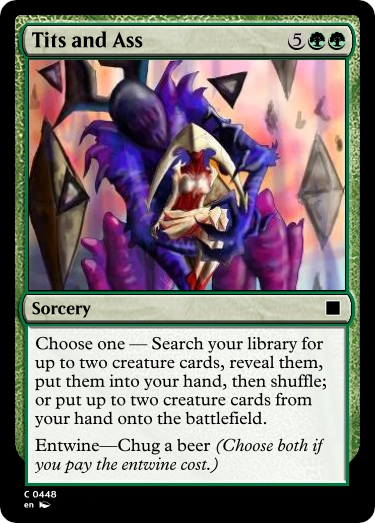 Tits and Ass 5
Sorcery
Choose one — Search your library for
up to two creature cards, reveal them,
put them into your hand, then shuffle;
or put up to two creature cards from
your hand onto the battlefield.
Entwine—Chug a beer (Choose both if
you pay the entwine cost.)
C 0448
en